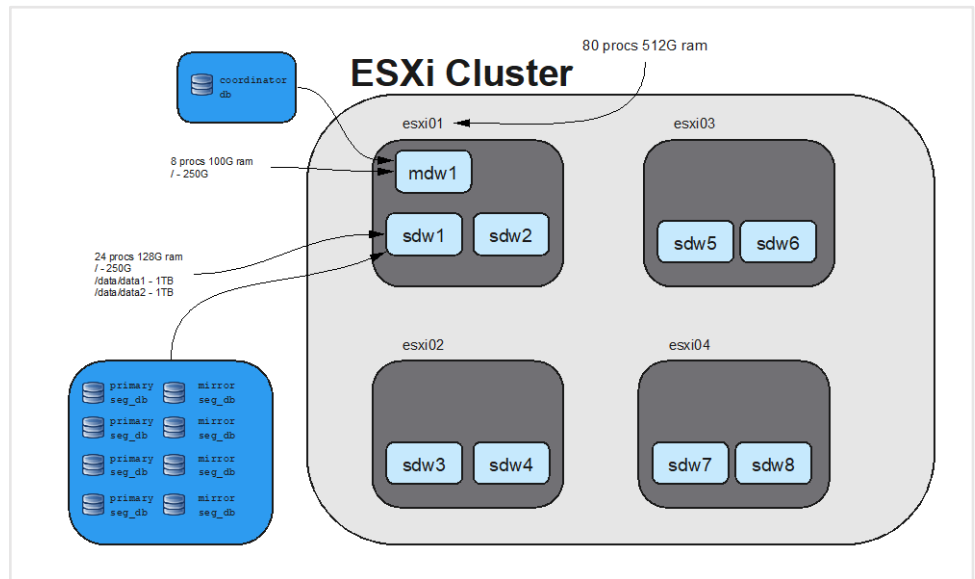 80 procs 512G ram
ESXi Cluster
coordinator
db
esxi01
esxi03
8 procs 100G ram
/ - 250G
mdw1
sdw1
sdw2
sdw5
sdw6
24 procs 128G ram
/ - 250G
/data/data1 - 1TB
/data/data2 - 1TB
esxi02
esxi04
primary
seg_db
mirror
seg_db
primary
seg_db
mirror
seg_db
primary
seg_db
mirror
seg_db
primary
seg_db
mirror
seg_db
sdw3
sdw4
sdw7
sdw8